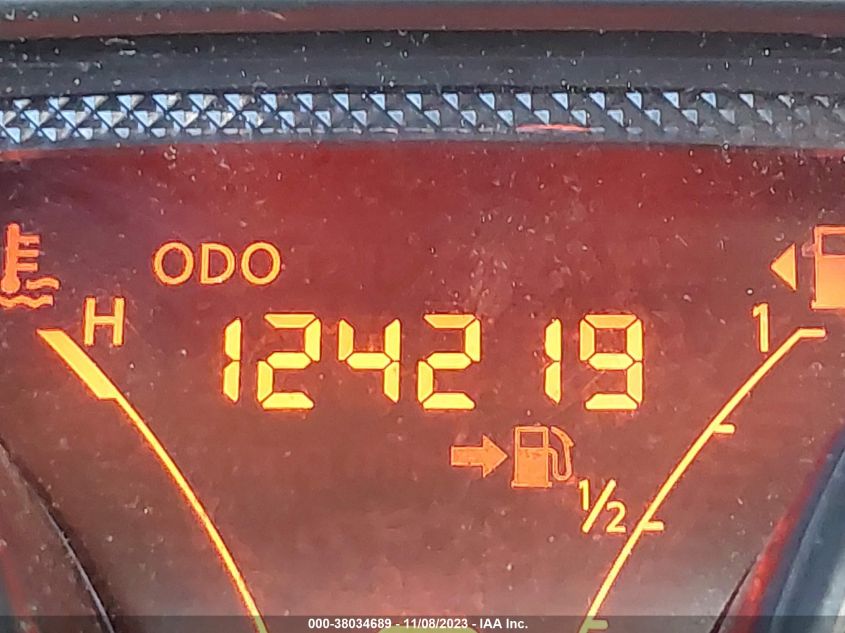 ODO
H
124219
1
1/2
000-38034689 - 11/08/2023 - IAA Inc.